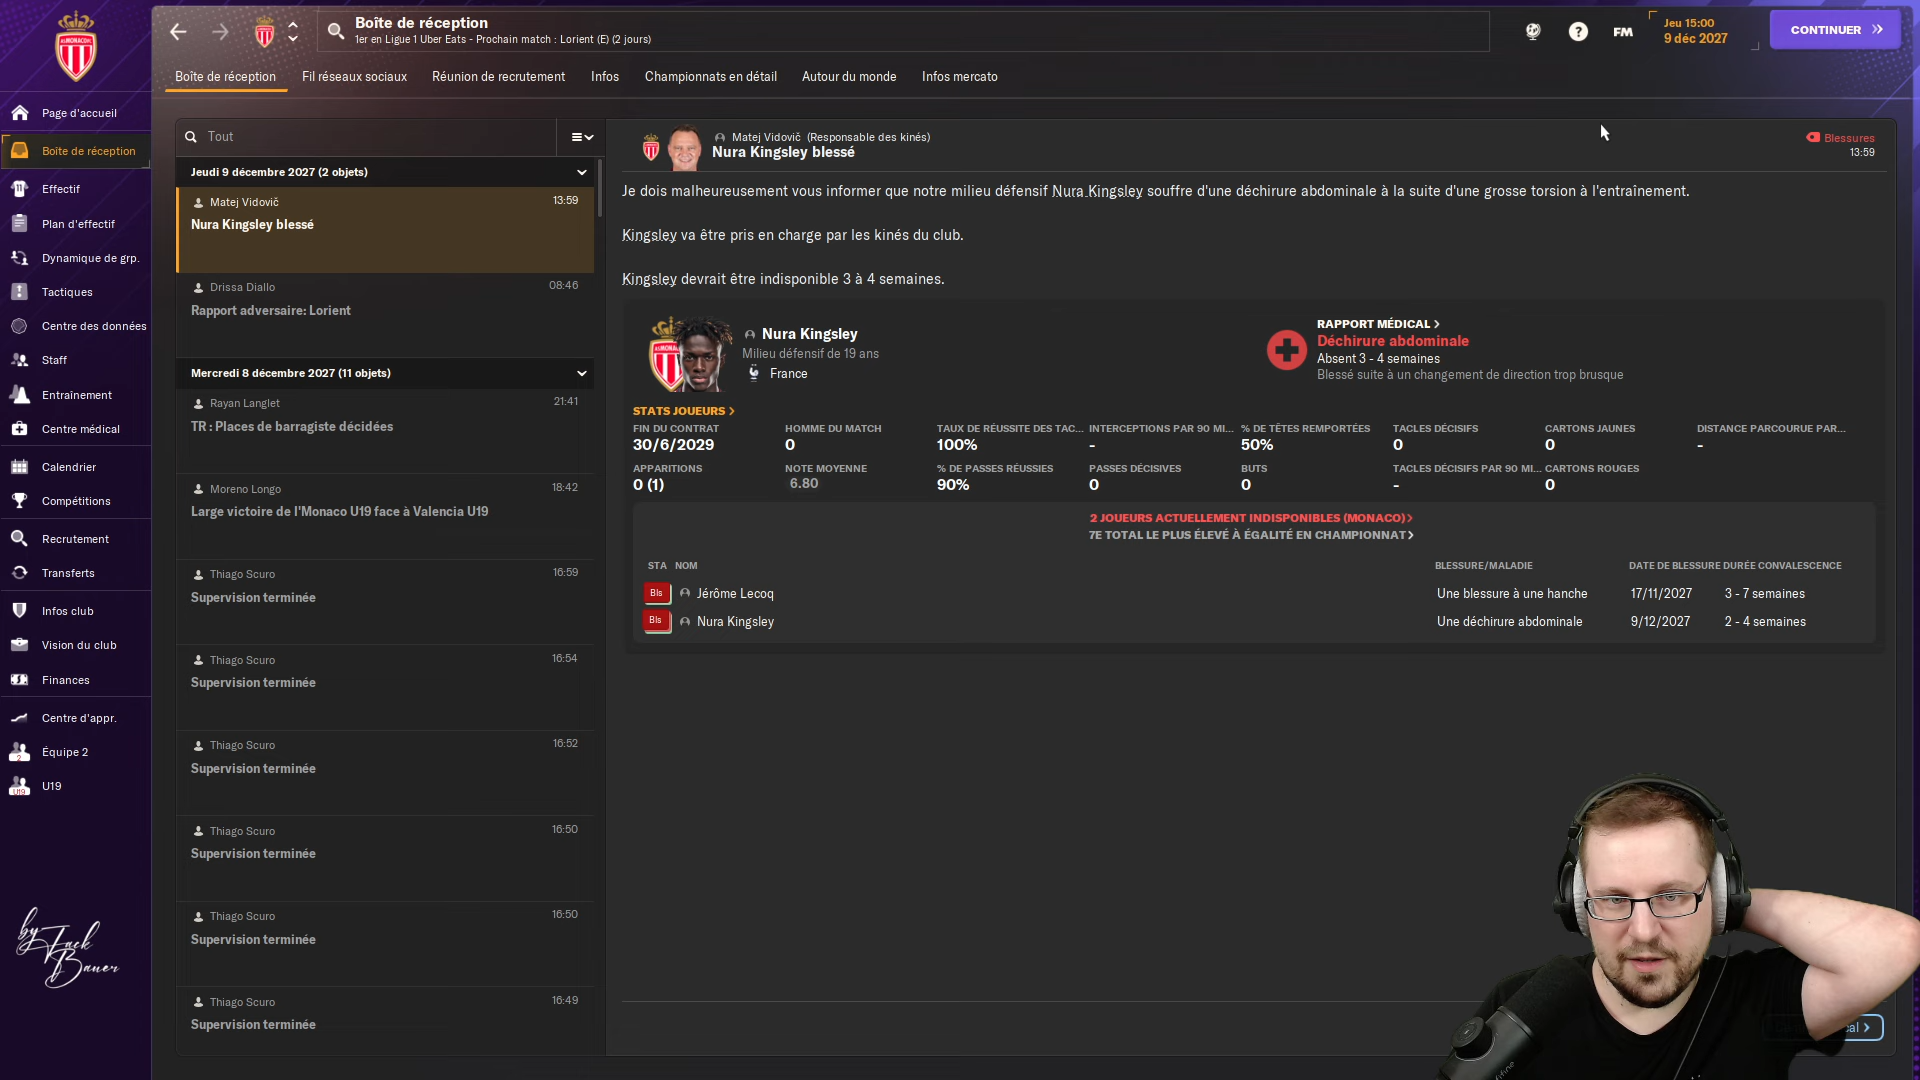 Boîte de réception
1er en Ligue 1 Uber Eats - Prochain match : Lorient (E) (2 jours)
FM
Jeu 15:00
9 déc 2027
CONTINUER
Boîte de réception
Fil réseaux sociaux
Réunion de recrutement
Infos
Championnats en détail
Autour du monde
Infos mercato
Page d'accueil
Boîte de réception
Effectif
Plan d'effectif
Dynamique de grp.
Tactiques
Centre des données
Staff
Entraînement
Centre médical
Calendrier
Compétitions
Recrutement
Transferts
Infos club
Vision du club
Finances
Centre d'appr.
Équipe 2
U19
by Jack
Bauer
Tout
Jeudi 9 décembre 2027 (2 objets)
Matej Vidovič
13:59
Nura Kingsley blessé
Drissa Diallo
08:46
Rapport adversaire: Lorient
Mercredi 8 décembre 2027 (11 objets)
Rayan Langlet
21:41
TR : Places de barragiste décidées
Moreno Longo
18:42
Large victoire de l'Monaco U19 face à Valencia U19
Thiago Scuro
16:59
Supervision terminée
Thiago Scuro
16:54
Supervision terminée
Thiago Scuro
16:52
Supervision terminée
Thiago Scuro
16:50
Supervision terminée
Thiago Scuro
16:50
Supervision terminée
Thiago Scuro
16:49
Supervision terminée
Matej Vidovič (Responsable des kinés)
Nura Kingsley blessé
Blessures
13:59
Je dois malheureusement vous informer que notre milieu défensif Nura Kingsley souffre d'une déchirure abdominale à la suite d'une grosse torsion à l'entraînement.
Kingsley va être pris en charge par les kinés du club.
Kingsley devrait être indisponible 3 à 4 semaines.
Nura Kingsley
Milieu défensif de 19 ans
France
RAPPORT MÉDICAL
Déchirure abdominale
Absent 3 - 4 semaines
Blessé suite à un changement de direction trop brusque
STATS JOUEURS
FIN DU CONTRAT
30/6/2029
HOMME DU MATCH
0
TAUX DE RÉUSSITE DES TAC...
100%
INTERCEPTIONS PAR 90 MI...
-
% DE TÊTES REMPORTÉES
50%
TACLES DÉCISIFS
0
CARTONS JAUNES
0
DISTANCE PARCOURUE PAR...
-
APPARITIONS
0 (1)
NOTE MOYENNE
6.80
% DE PASSES RÉUSSIES
90%
PASSES DÉCISIVES
0
BUTS
0
TACLES DÉCISIFS PAR 90 MI...
-
CARTONS ROUGES
0
2 JOUEURS ACTUELLEMENT INDISPONIBLES (MONACO)
7E TOTAL LE PLUS ÉLEVÉ À ÉGALITÉ EN CHAMPIONNAT
STA NOM BLESSURE/MALADIE DATE DE BLESSURE DURÉE CONVALESCENCE
Bls Jérôme Lecoq Une blessure à une hanche 17/11/2027 3 - 7 semaines
Bls Nura Kingsley Une déchirure abdominale 9/12/2027 2 - 4 semaines